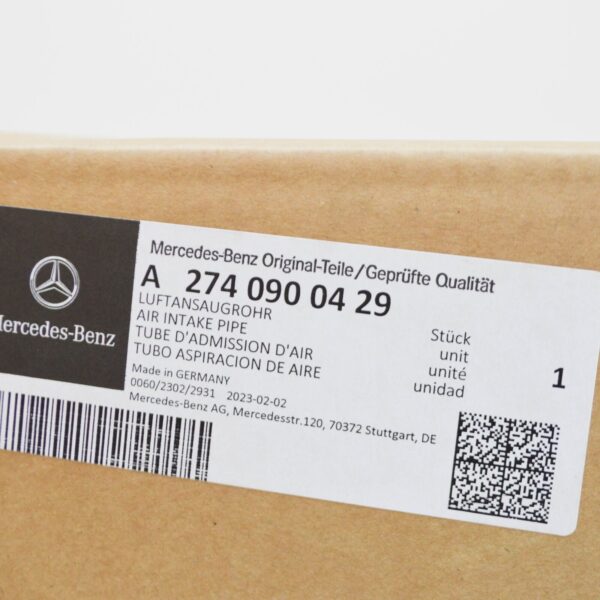 Mercedes-Benz Original-Teile/Geprüfte Qualität
A 274 090 04 29
LUFTANSAUGROHR
AIR INTAKE PIPE
TUBE D'ADMISSION D'AIR
TUBO ASPIRACION DE AIRE
Stück
unit
unité
unidad
1
Made in GERMANY
0060/2302/2931 2023-02-02
Mercedes-Benz AG, Mercedesstr.120, 70372 Stuttgart, DE
Mercedes-Benz